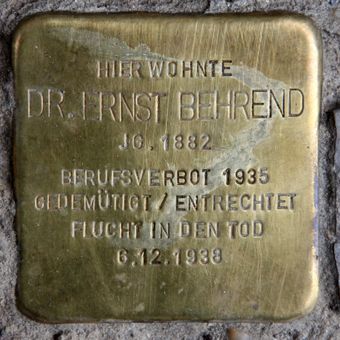 HIER WOHNTE
DR. ERNST BEHREND
JG. 1882
BERUFSVERBOT 1935
GEDEMÜTIGT / ENTRECHTET
FLUCHT IN DEN TOD
6.12.1938